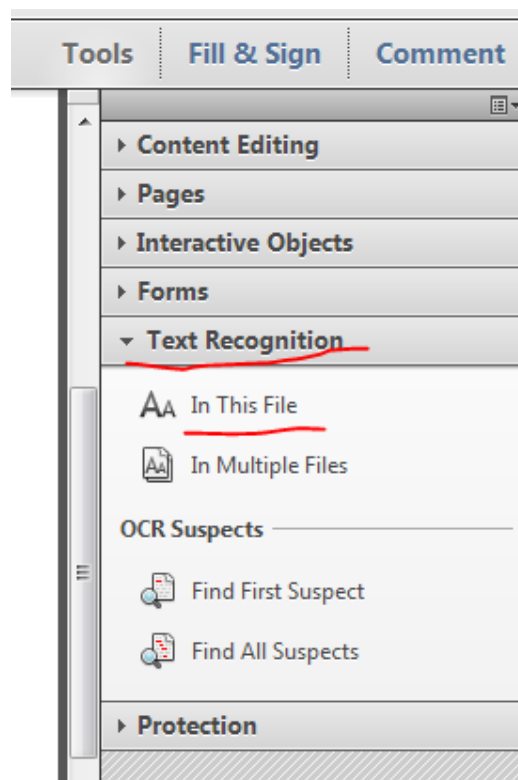 Tools Fill & Sign Comment
Content Editing
Pages
Interactive Objects
Forms
Text Recognition
In This File
In Multiple Files
OCR Suspects
Find First Suspect
Find All Suspects
Protection